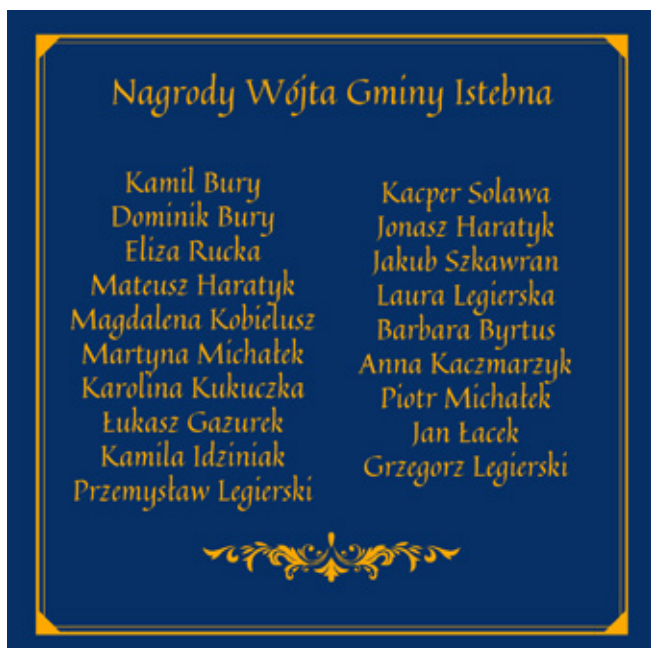 Nagrody Wójta Gminy Istebna
Kamil Bury
Dominik Bury
Eliza Rucka
Mateusz Haratyk
Magdalena Kobielusz
Martyna Michałek
Karolina Kukuczka
Łukasz Gazurek
Kamila Idziniak
Przemysław Legierski
Kacper Solawa
Jonasz Haratyk
Jakub Szkawran
Laura Legierska
Barbara Byrtus
Anna Kaczmarzyk
Piotr Michałek
Jan Łacek
Grzegorz Legierski